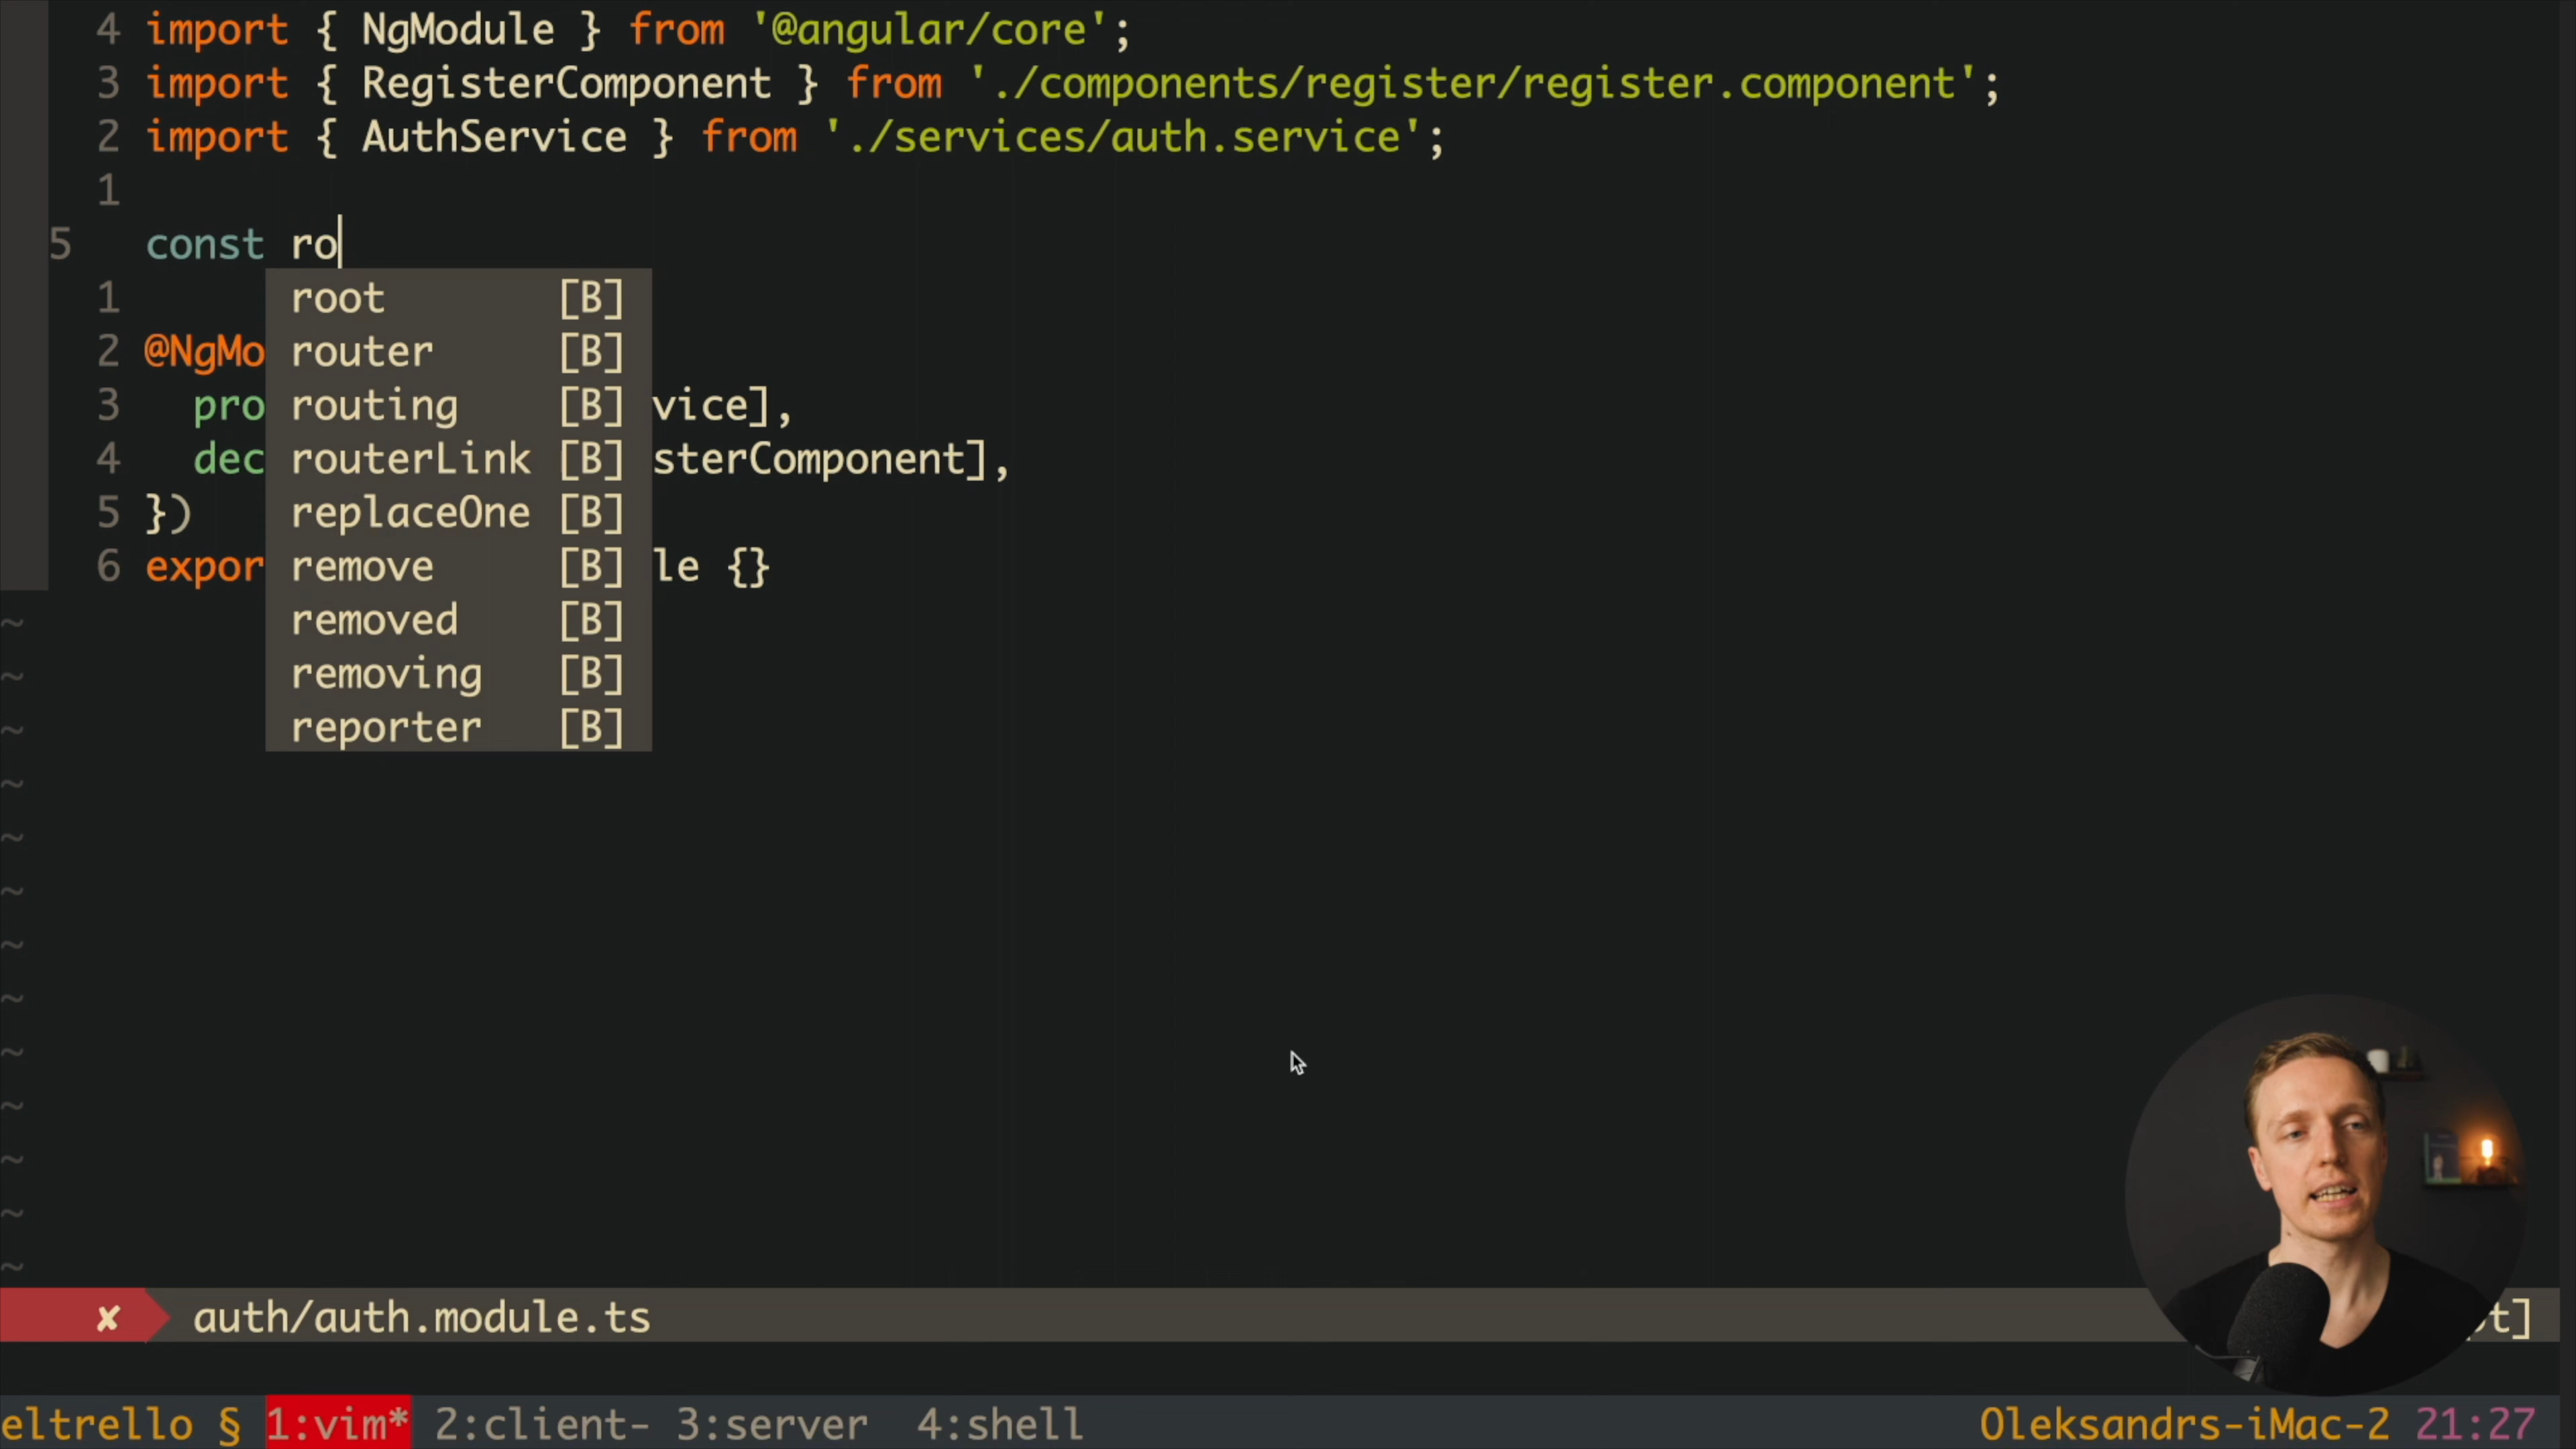 4 import { NgModule } from '@angular/core';
3 import { RegisterComponent } from './components/register/register.component';
2 import { AuthService } from './services/auth.service';
1
5 const ro
1 root [B]
2 @NgMo router [B]
3 pro routing [B] vice],
4 dec routerLink [B] sterComponent],
5 }) replaceOne [B]
6 expor remove [B] le {}
~ removed [B]
~ removing [B]
~ reporter [B]
~
~
~
~
~
~
~
~
~
~
✘ auth/auth.module.ts t]
eltrello § 1:vim* 2:client- 3:server 4:shell Oleksandrs-iMac-2 21:27